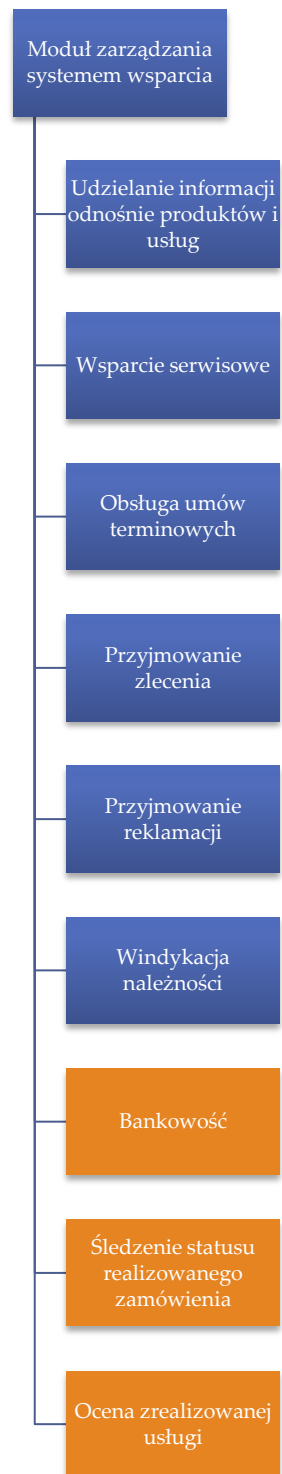 Moduł zarządzania
systemem wsparcia
Udzielanie informacji
odnośnie produktów i
usług
Wsparcie serwisowe
Obsługa umów
terminowych
Przyjmowanie
zlecenia
Przyjmowanie
reklamacji
Windykacja
należności
Bankowość
Śledzenie statusu
realizowanego
zamówienia
Ocena zrealizowanej
usługi